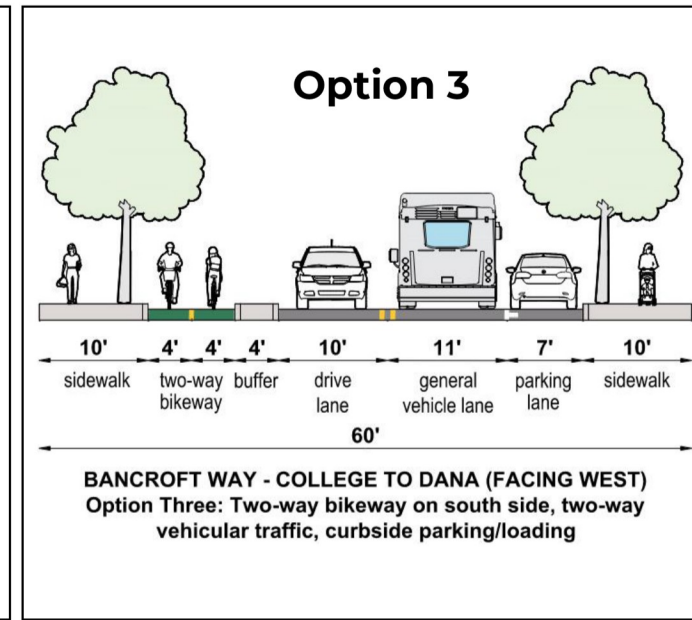 Option 3
10' 4' 4' 4' 10' 11' 7' 10'
sidewalk two-way bikeway buffer drive lane general vehicle lane parking lane sidewalk
60'
BANCROFT WAY - COLLEGE TO DANA (FACING WEST)
Option Three: Two-way bikeway on south side, two-way
vehicular traffic, curbside parking/loading